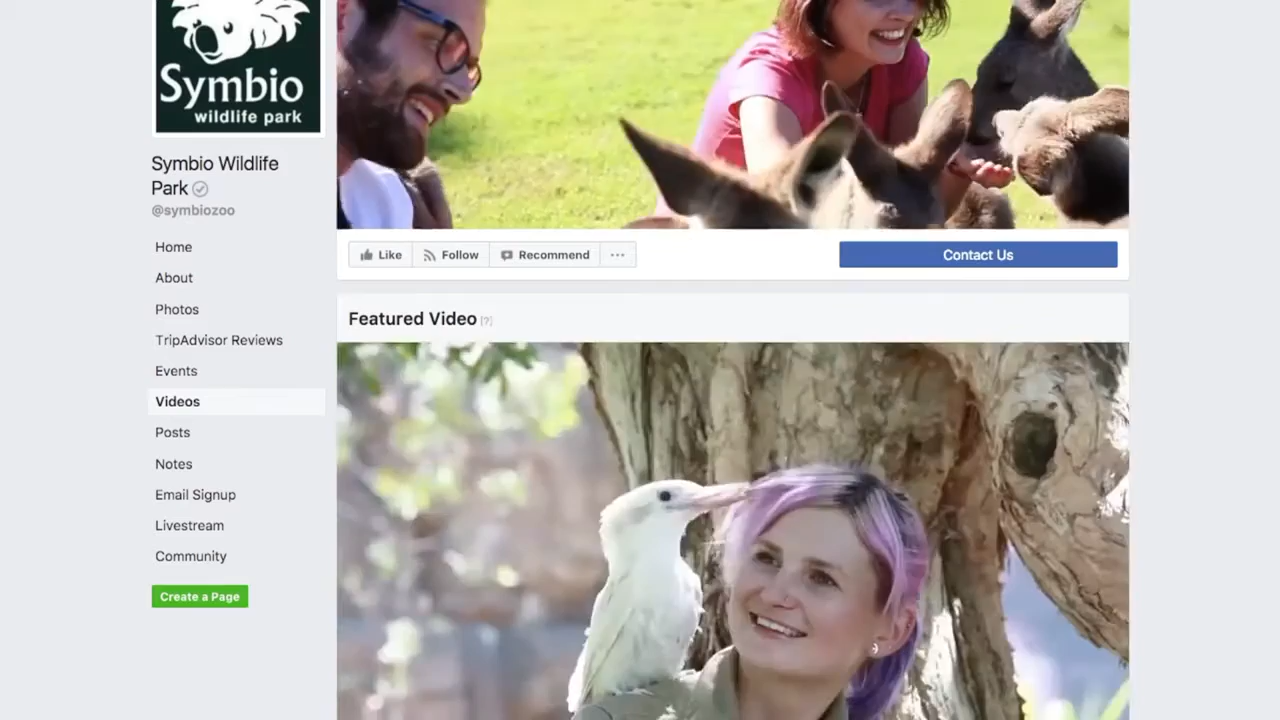 Symbio
wildlife park
Symbio Wildlife
Park
@symbiozoo
Home
About
Photos
TripAdvisor Reviews
Events
Videos
Posts
Notes
Email Signup
Livestream
Community
Create a Page
Like
Follow
Recommend
...
Contact Us
Featured Video [?]